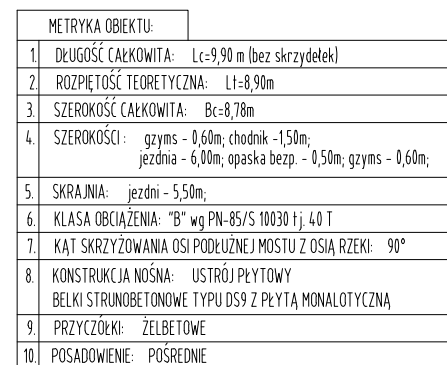 METRYKA OBIEKTU:
1. DŁUGOŚĆ CAŁKOWITA: Lc=9,90 m (bez skrzydełek)
2. ROZPIĘTOŚĆ TEORETYCZNA: Lt=8,90m
3. SZEROKOŚĆ CAŁKOWITA: Bc=8,78m
4. SZEROKOŚCI : gzyms - 0,60m; chodnik -1,50m;
jezdnia - 6,00m; opaska bezp. - 0,50m; gzyms - 0,60m;
5. SKRAJNIA: jezdni - 5,50m;
6. KLASA OBCIĄŻENIA: "B" wg PN-85/S 10030 tj. 40 T
7. KĄT SKRZYŻOWANIA OSI PODŁUŻNEJ MOSTU Z OSIĄ RZEKI: 90°
8. KONSTRUKCJA NOŚNA: USTRÓJ PŁYTOWY
BELKI STRUNOBETONOWE TYPU DS9 Z PŁYTĄ MONALOTYCZNĄ
9. PRZYCZÓŁKI: ŻELBETOWE
10. POSADOWIENIE: POŚREDNIE